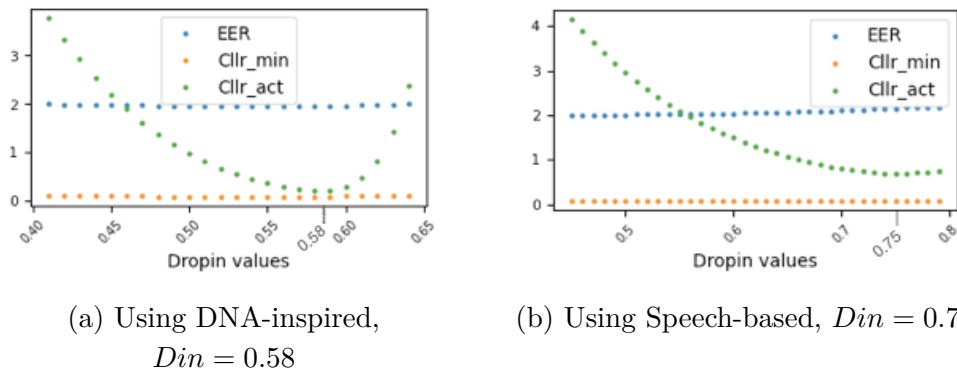 EER
Cllr_min
Cllr_act
3
2
1
0
0.40
0.45
0.50
0.55
0.58
0.60
0.65
Dropin values
EER
Cllr_min
Cllr_act
4
3
2
1
0
0.5
0.6
0.7
0.75
0.8
Dropin values
(a) Using DNA-inspired,
Din = 0.58
(b) Using Speech-based, Din = 0.7